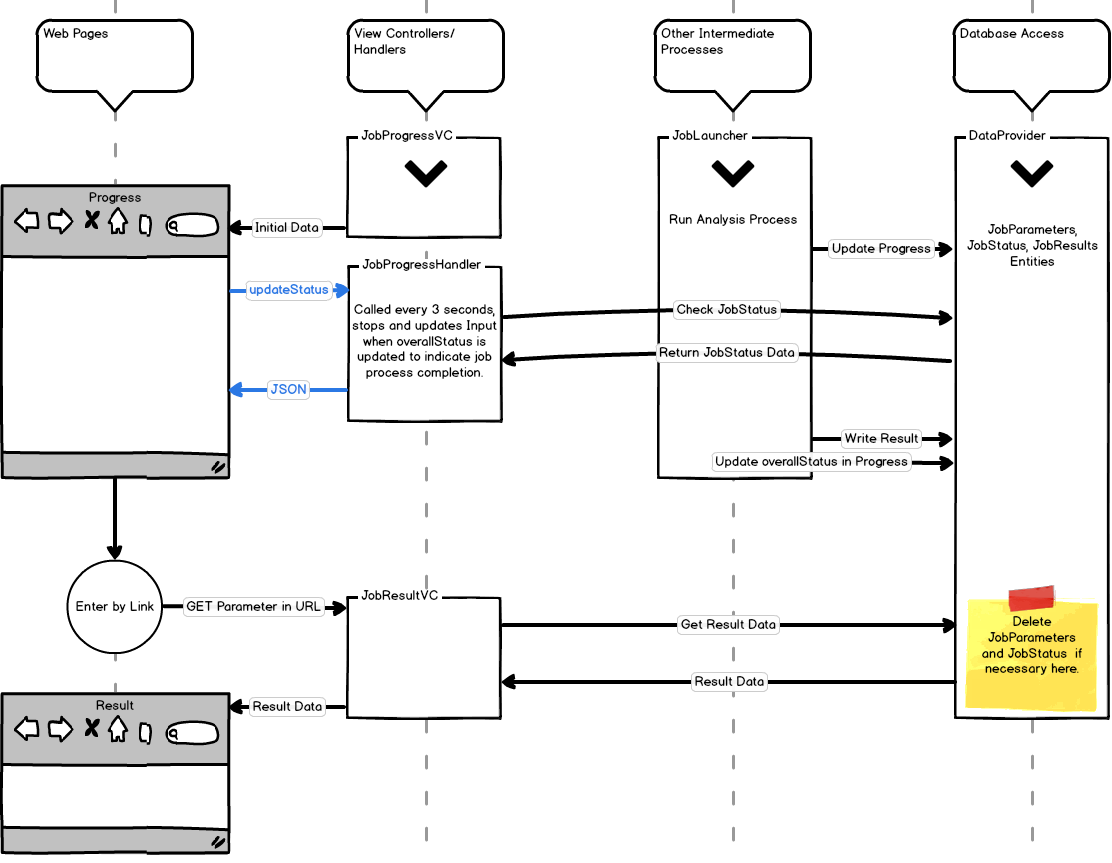 Web Pages
View Controllers/
Handlers
Other Intermediate
Processes
Database Access
JobProgressVC
JobLauncher
DataProvider
Progress
Initial Data
Run Analysis Process
JobParameters,
JobStatus, JobResults
Entities
Update Progress
JobProgressHandler
updateStatus
Called every 3 seconds,
stops and updates Input
when overallStatus is
updated to indicate job
process completion.
Check JobStatus
Return JobStatus Data
JSON
Write Result
Update overallStatus in Progress
Enter by Link
GET Parameter in URL
JobResultVC
Get Result Data
Delete
JobParameters
and JobStatus if
necessary here.
Result Data
Result Data
Result